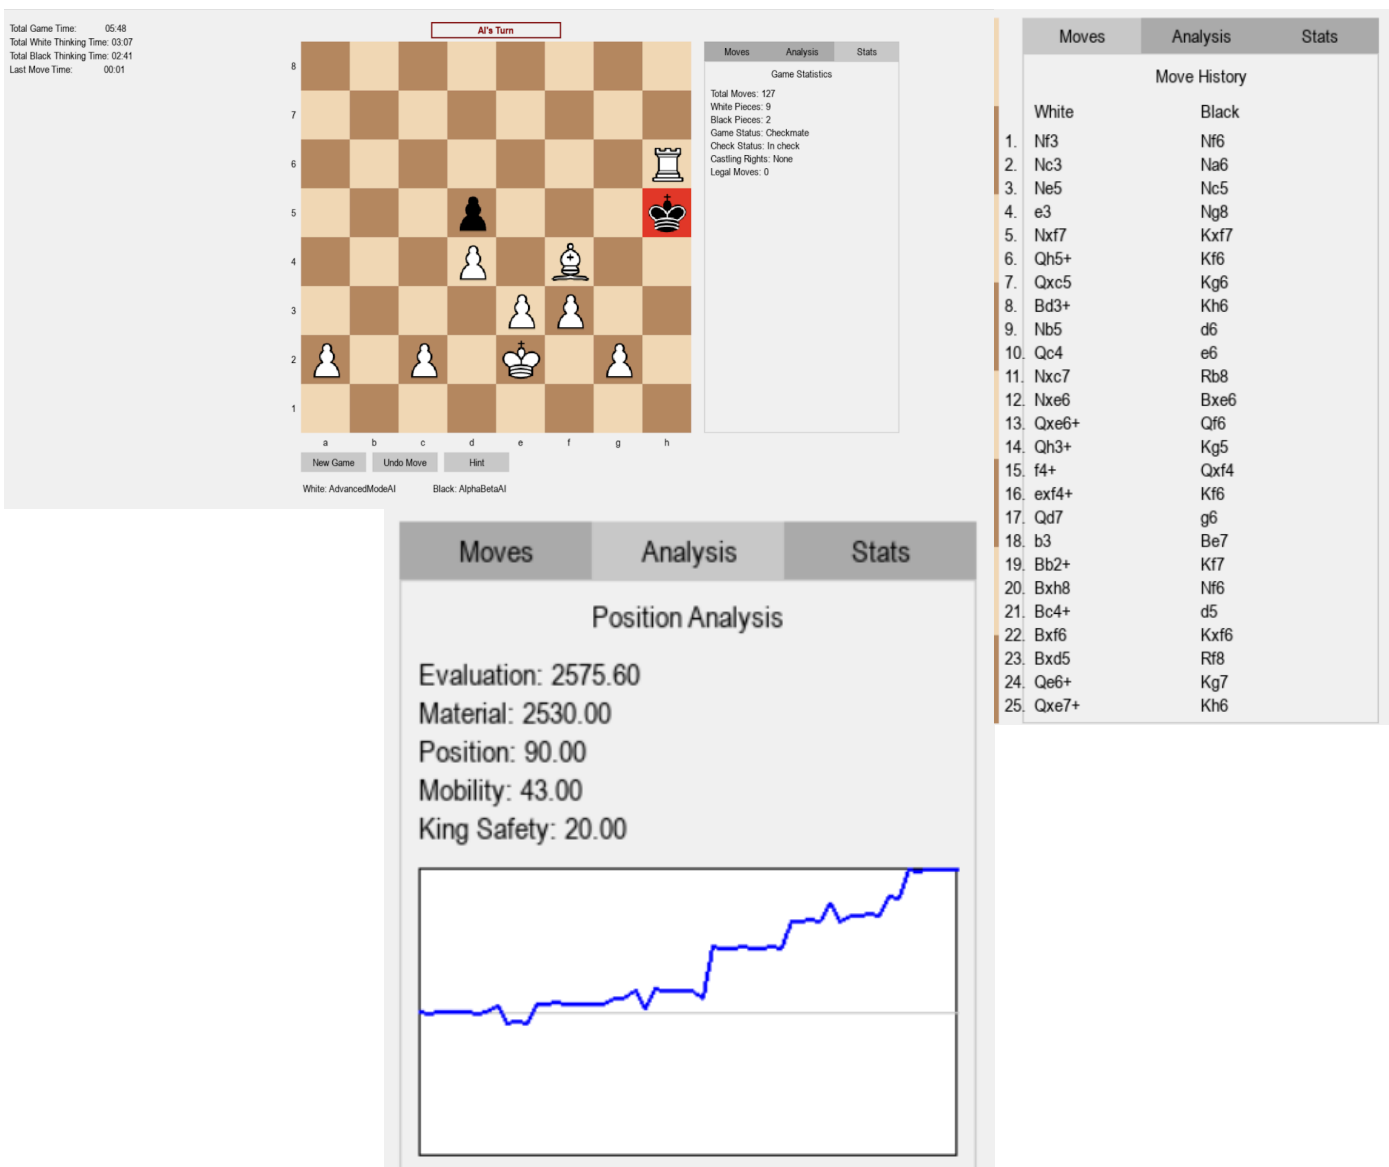 Total Game Time: 05:48
Total White Thinking Time: 03:07
Total Black Thinking Time: 02:41
Last Move Time: 00:01
AI's Turn
8
7
6
5
4
3
2
1
a b c d e f g h
New Game Undo Move Hint
White: AdvancedModeAI Black: AlphaBetaAI
Moves Analysis Stats
Game Statistics
Total Moves: 127
White Pieces: 9
Black Pieces: 2
Game Status: Checkmate
Check Status: In check
Castling Rights: None
Legal Moves: 0
Moves Analysis Stats
Move History
White Black
1. Nf3 Nf6
2. Nc3 Na6
3. Ne5 Nc5
4. e3 Ng8
5. Nxf7 Kxf7
6. Qh5+ Kf6
7. Qxc5 Kg6
8. Bd3+ Kh6
9. Nb5 d6
10. Qc4 e6
11. Nxc7 Rb8
12. Nxe6 Bxe6
13. Qxe6+ Qf6
14. Qh3+ Kg5
15. f4+ Qxf4
16. exf4+ Kf6
17. Qd7 g6
18. b3 Be7
19. Bb2+ Kf7
20. Bxh8 Nf6
21. Bc4+ d5
22. Bxf6 Kxf6
23. Bxd5 Rf8
24. Qe6+ Kg7
25. Qxe7+ Kh6
Moves Analysis Stats
Position Analysis
Evaluation: 2575.60
Material: 2530.00
Position: 90.00
Mobility: 43.00
King Safety: 20.00